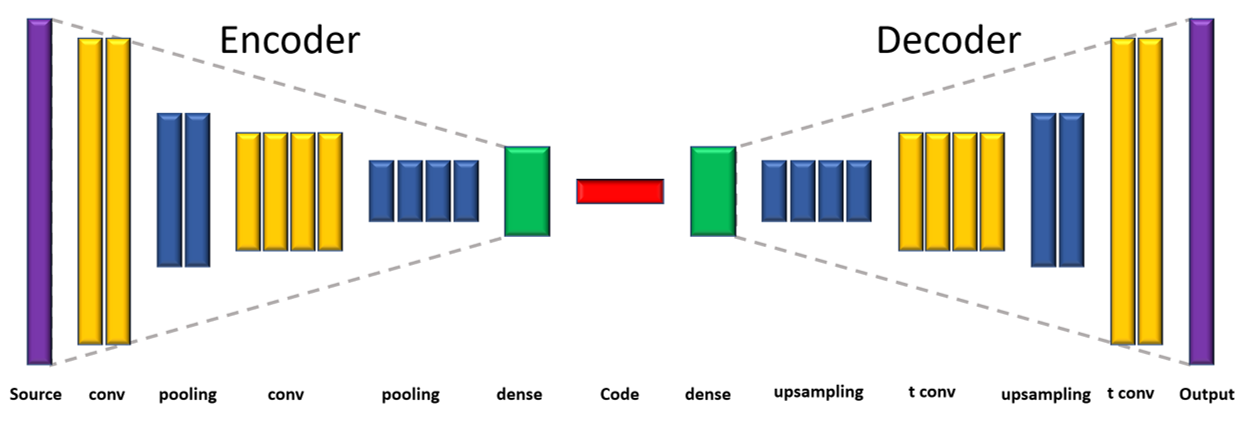 Encoder
Decoder
Source conv pooling conv pooling dense Code dense upsampling t conv upsampling t conv Output